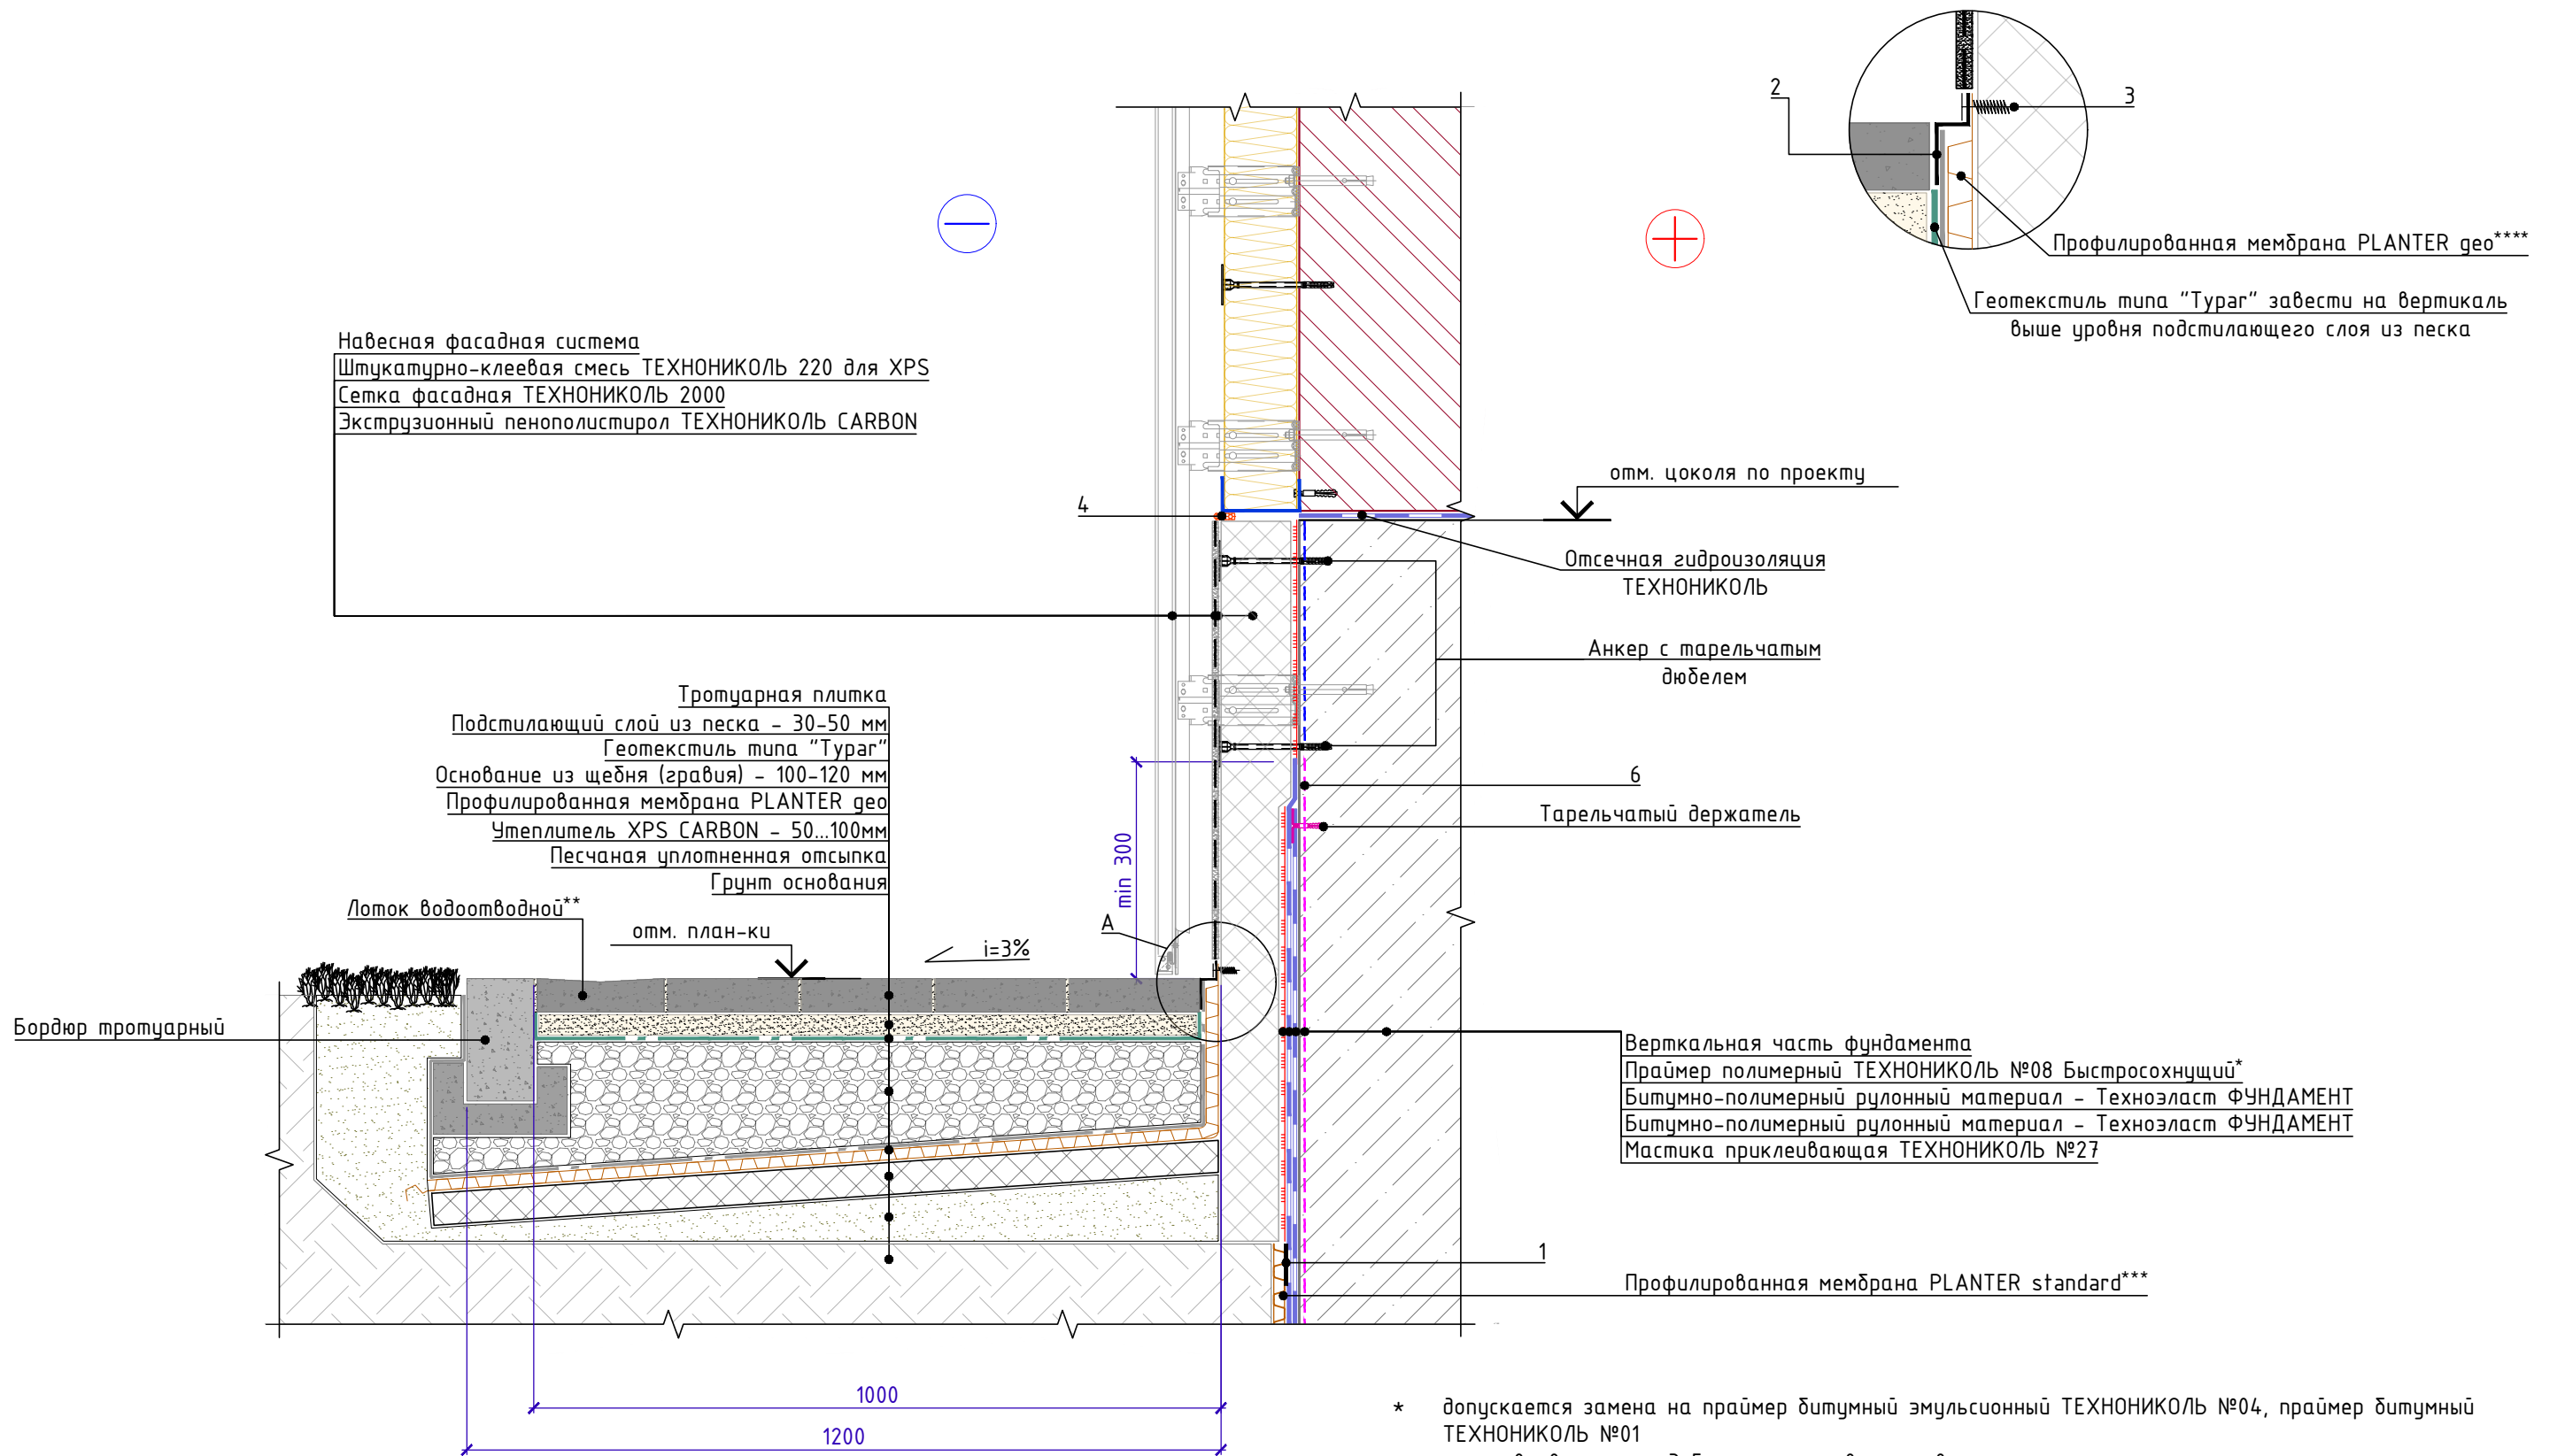 2
3
Профилированная мембрана PLANTER geo****
Геотекстиль типа "Typar" завести на вертикаль
выше уровня подстилающего слоя из песка
Навесная фасадная система
Штукатурно-клеевая смесь ТЕХНОНИКОЛЬ 220 для XPS
Сетка фасадная ТЕХНОНИКОЛЬ 2000
Экструзионный пенополистирол ТЕХНОНИКОЛЬ CARBON
отм. цоколя по проекту
4
Отсечная гидроизоляция
ТЕХНОНИКОЛЬ
Анкер с тарельчатым
дюбелем
Тротуарная плитка
Подстилающий слой из песка - 30-50 мм
Геотекстиль типа "Typar"
Основание из щебня (гравия) - 100-120 мм
Профилированная мембрана PLANTER geo
Утеплитель XPS CARBON - 50...100мм
Песчаная уплотненная отсыпка
Грунт основания
6
Тарельчатый держатель
min 300
Лоток водоотводной**
А
отм. план-ки
i=3%
Бордюр тротуарный
Верткальная часть фундамента
Праймер полимерный ТЕХНОНИКОЛЬ №08 Быстросохнущий*
Битумно-полимерный рулонный материал - Техноэласт ФУНДАМЕНТ
Битумно-полимерный рулонный материал - Техноэласт ФУНДАМЕНТ
Мастика приклеивающая ТЕХНОНИКОЛЬ №27
1
Профилированная мембрана PLANTER standard***
1000
1200
* допускается замена на праймер битумный эмульсионный ТЕХНОНИКОЛЬ №04, праймер битумный
ТЕХНОНИКОЛЬ №01